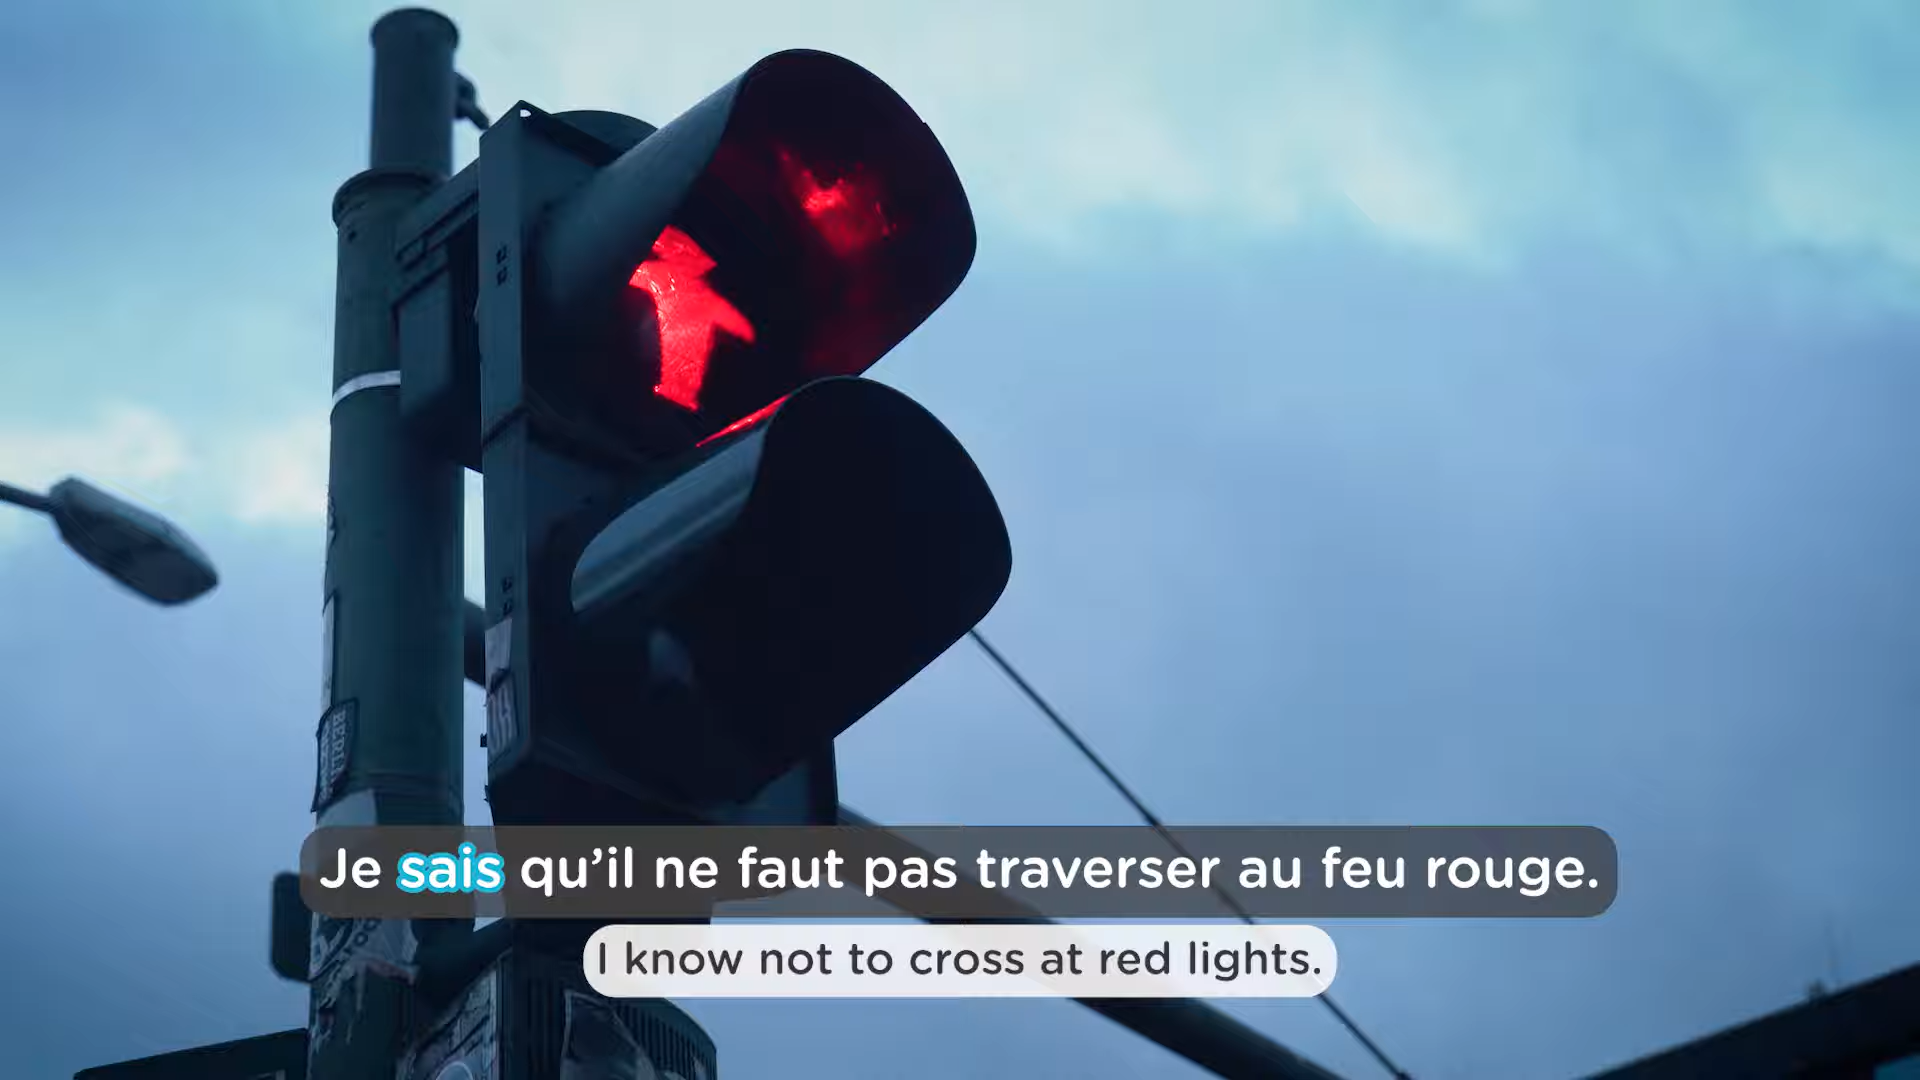 Je sais qu’il ne faut pas traverser au feu rouge.
I know not to cross at red lights.